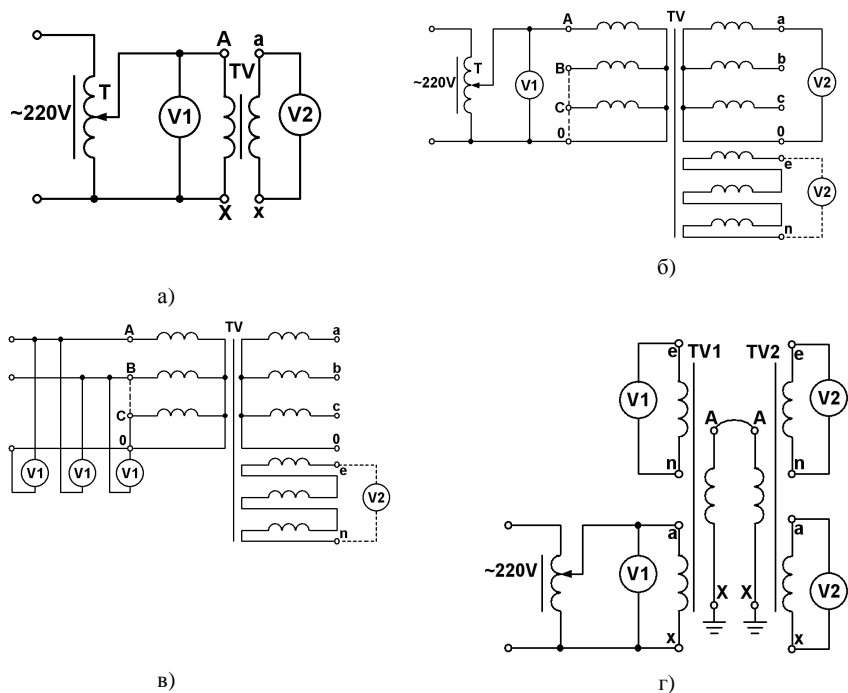 A a
TV
T
~220V
V1
V2
X x
а)
TV
A a
T
B b
~220V
V1
V2
C c
0 0
e
V2
n
б)
TV
A a
B b
C c
0 0
V1 V1 V1
e
V2
n
в)
e TV1 TV2 e
V1
A A
V2
n n
a a
~220V
V1
X X
V2
x x
г)